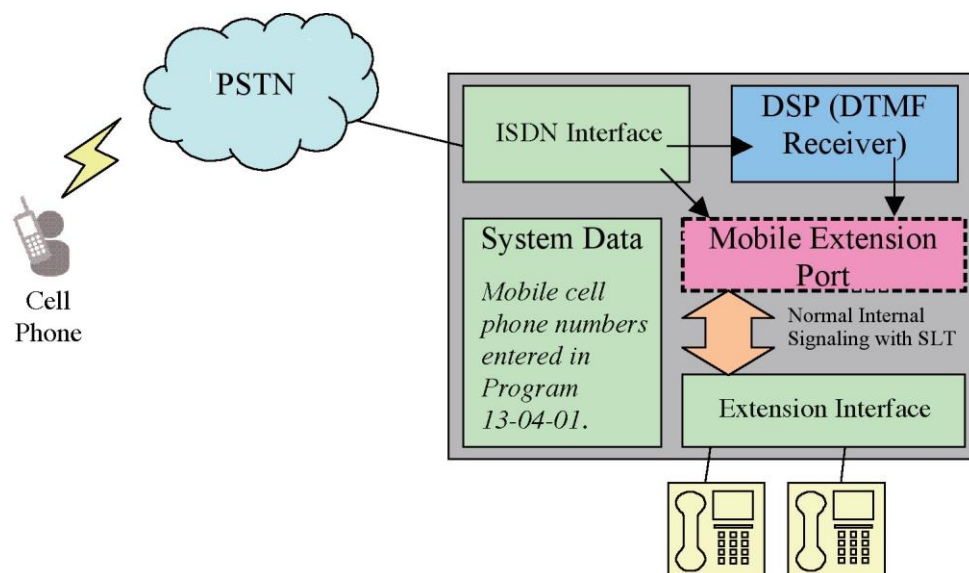 PSTN
Cell
Phone
ISDN Interface
DSP (DTMF
Receiver)
System Data
Mobile cell
phone numbers
entered in
Program
13-04-01.
Mobile Extension
Port
Normal Internal
Signaling with SLT
Extension Interface